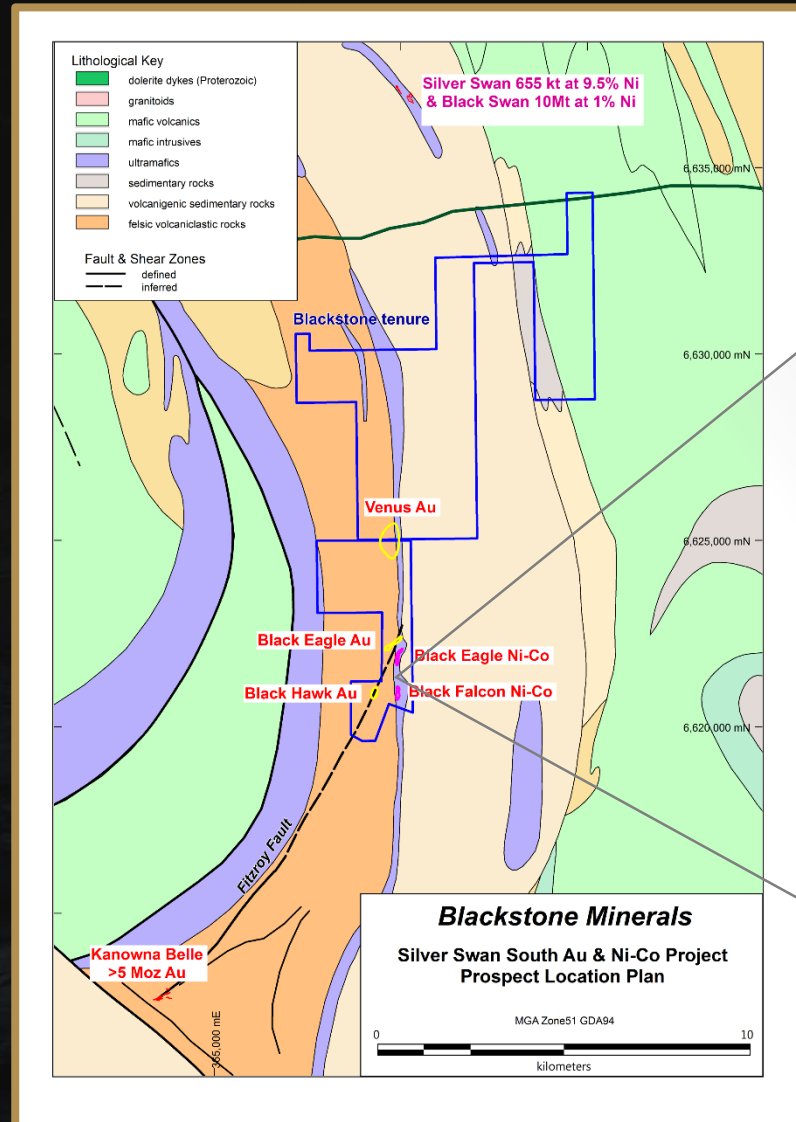 Lithological Key
dolerite dykes (Proterozoic)
granitoids
mafic volcanics
mafic intrusives
ultramafics
sedimentary rocks
volcanigenic sedimentary rocks
felsic volcaniclastic rocks
Fault & Shear Zones
defined
inferred
Silver Swan 655 kt at 9.5% Ni
& Black Swan 10Mt at 1% Ni
6,635,000 mN
Blackstone tenure
6,630,000 mN
Venus Au
6,625,000 mN
Black Eagle Au
Black Eagle Ni-Co
Black Hawk Au
Black Falcon Ni-Co
6,620,000 mN
Fitzroy Fault
Kanowna Belle
>5 Moz Au
355,000 mE
Blackstone Minerals
Silver Swan South Au & Ni-Co Project
Prospect Location Plan
MGA Zone51 GDA94
0 10
kilometers